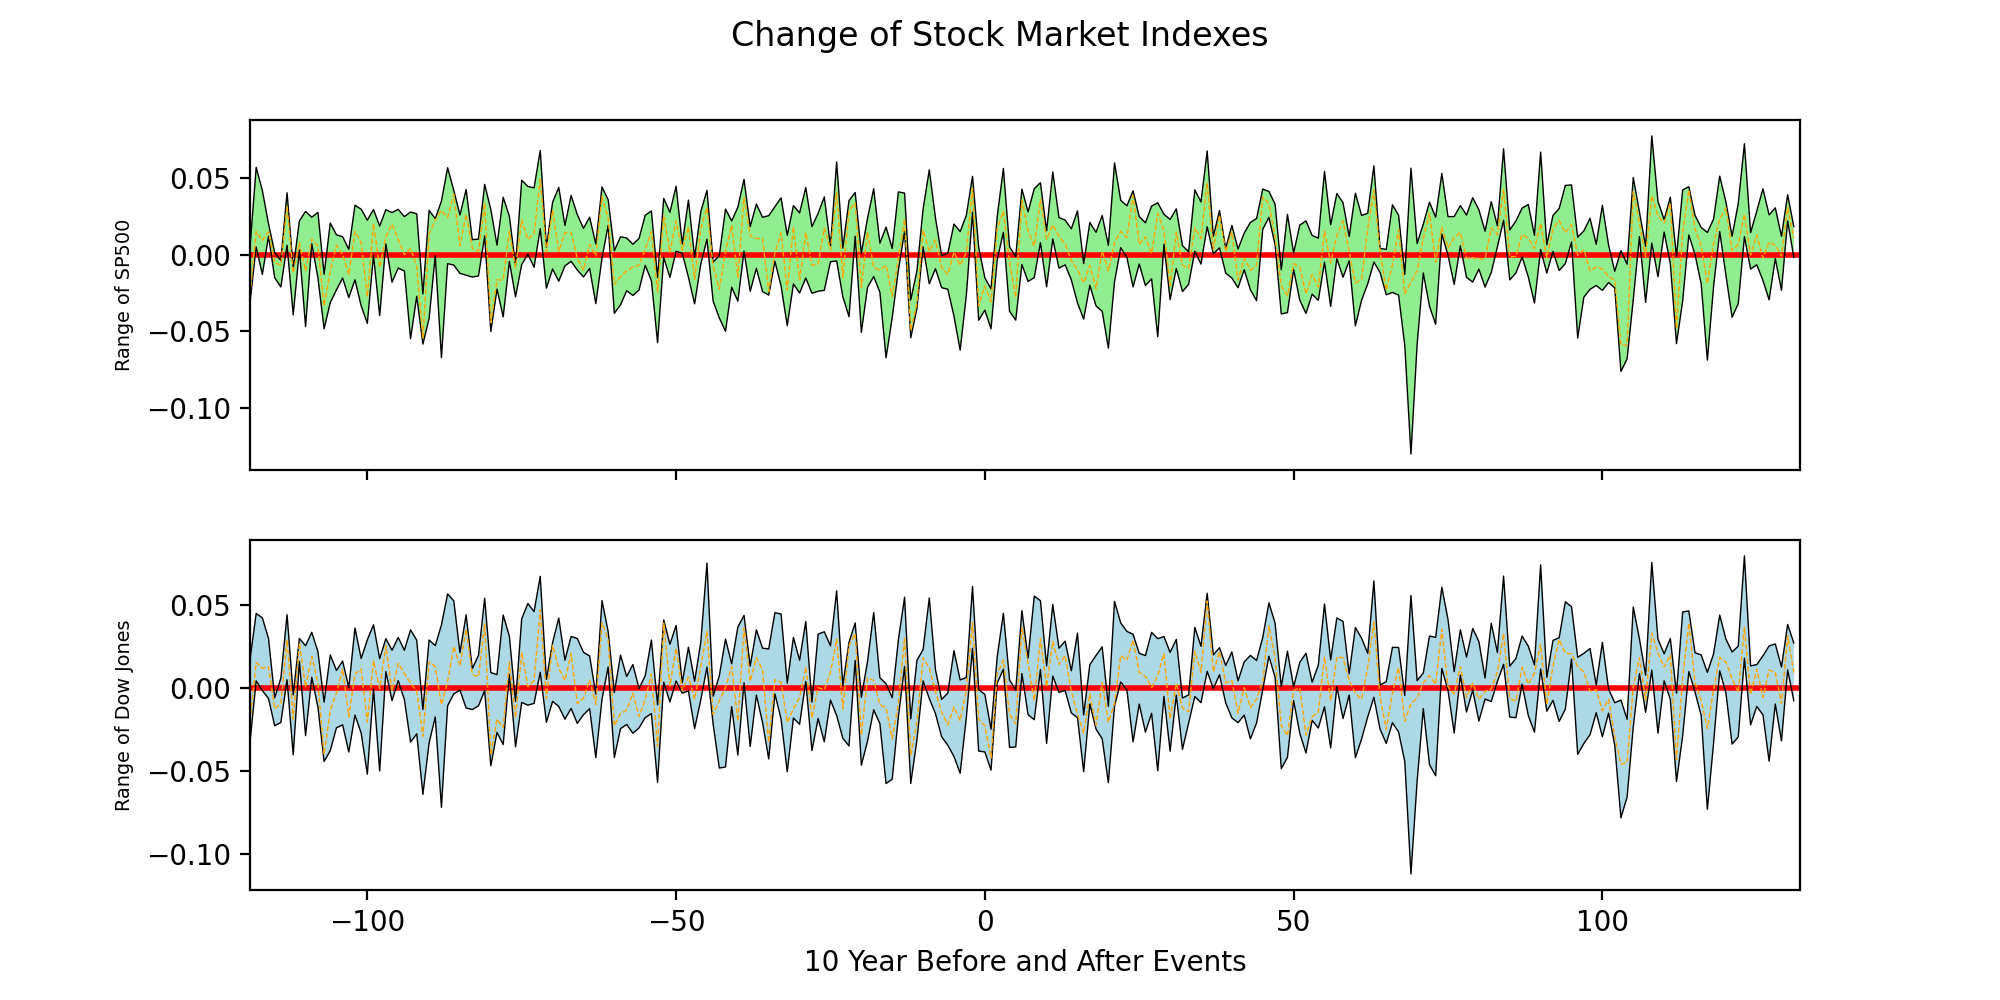 Change of Stock Market Indexes
Range of SP500
0.05
0.00
−0.05
−0.10
Range of Dow Jones
0.05
0.00
−0.05
−0.10
−100 −50 0 50 100
10 Year Before and After Events